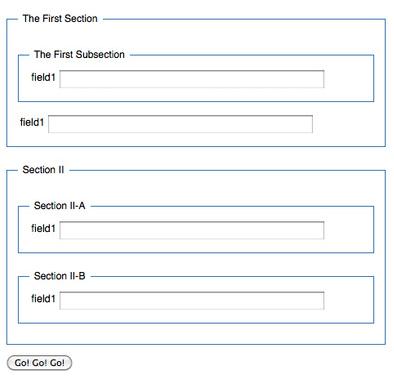 The First Section
The First Subsection
field1
field1
Section II
Section II-A
field1
Section II-B
field1
Go! Go! Go!